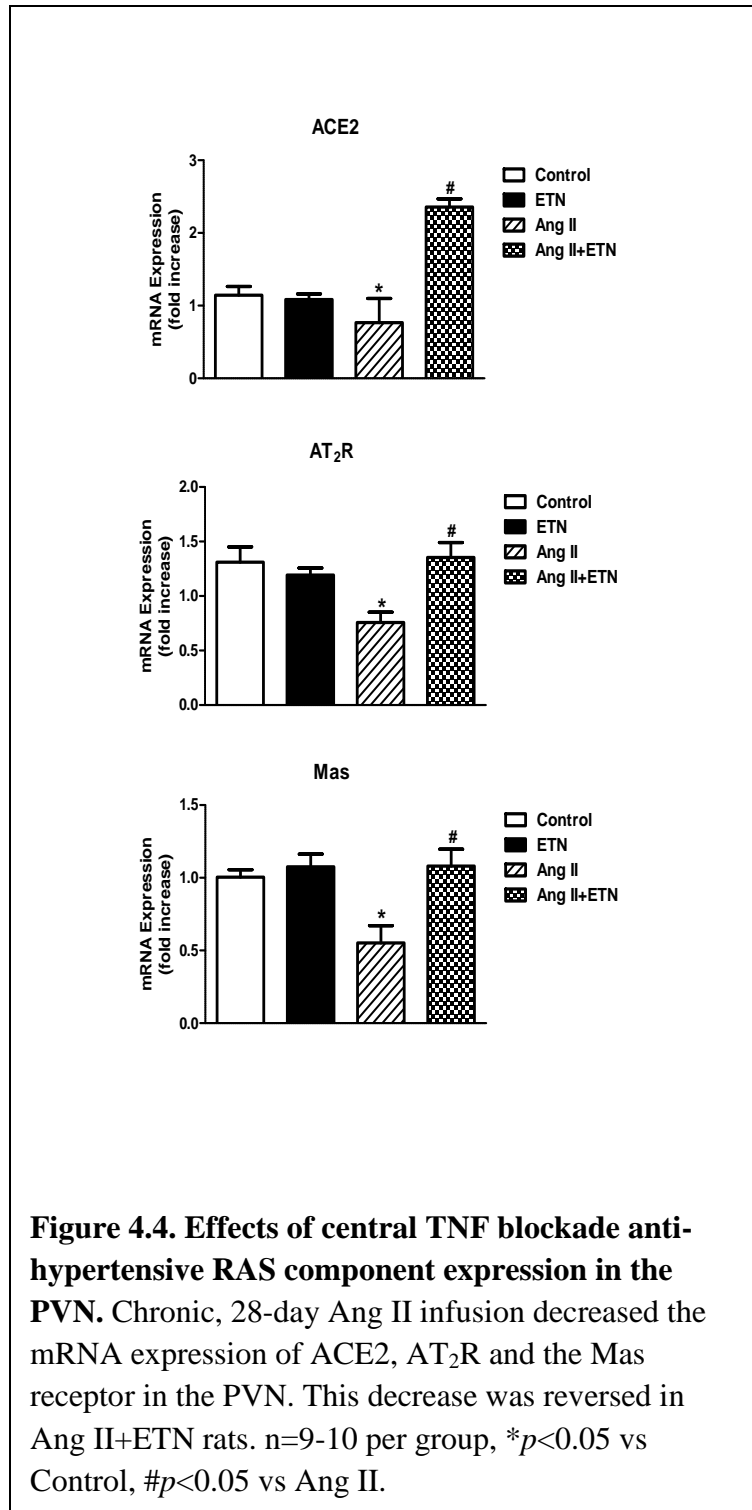 ACE2
mRNA Expression
(fold increase)
3
2
1
0
*
#
Control
ETN
Ang II
Ang II+ETN
AT₂R
mRNA Expression
(fold increase)
2.0
1.5
1.0
0.5
0.0
*
#
Control
ETN
Ang II
Ang II+ETN
Mas
mRNA Expression
(fold increase)
1.5
1.0
0.5
0.0
*
#
Control
ETN
Ang II
Ang II+ETN
Figure 4.4. Effects of central TNF blockade anti-
hypertensive RAS component expression in the
PVN. Chronic, 28-day Ang II infusion decreased the
mRNA expression of ACE2, AT₂R and the Mas
receptor in the PVN. This decrease was reversed in
Ang II+ETN rats. n=9-10 per group, *p<0.05 vs
Control, #p<0.05 vs Ang II.